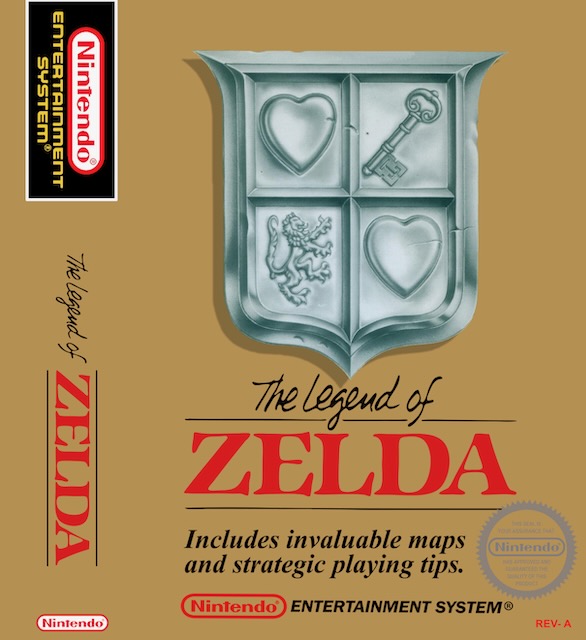 Nintendo®
ENTERTAINMENT
SYSTEM®
The Legend of
ZELDA
Nintendo®
The Legend of
ZELDA
Includes invaluable maps
and strategic playing tips.
Nintendo® ENTERTAINMENT SYSTEM®
Nintendo
REV- A